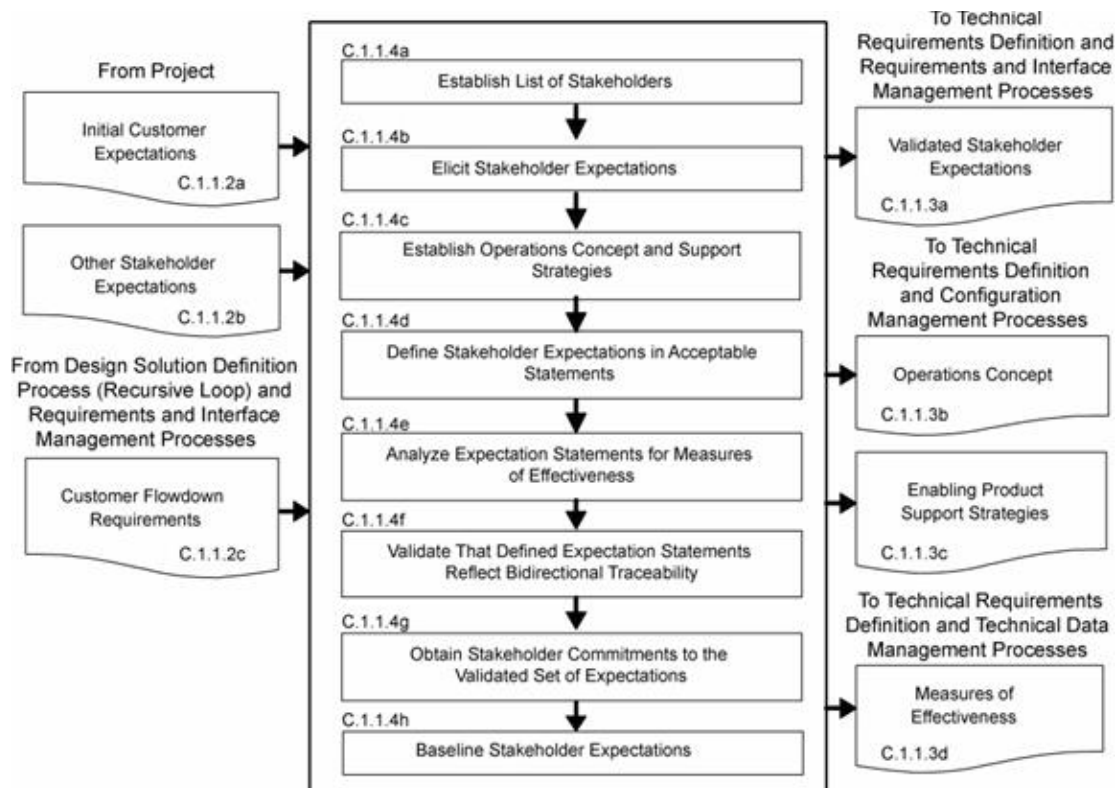 From Project
Initial Customer
Expectations
C.1.1.2a
Other Stakeholder
Expectations
C.1.1.2b
From Design Solution Definition
Process (Recursive Loop) and
Requirements and Interface
Management Processes
Customer Flowdown
Requirements
C.1.1.2c
C.1.1.4a
Establish List of Stakeholders
C.1.1.4b
Elicit Stakeholder Expectations
C.1.1.4c
Establish Operations Concept and Support
Strategies
C.1.1.4d
Define Stakeholder Expectations in Acceptable
Statements
C.1.1.4e
Analyze Expectation Statements for Measures
of Effectiveness
C.1.1.4f
Validate That Defined Expectation Statements
Reflect Bidirectional Traceability
C.1.1.4g
Obtain Stakeholder Commitments to the
Validated Set of Expectations
C.1.1.4h
Baseline Stakeholder Expectations
To Technical
Requirements Definition and
Requirements and Interface
Management Processes
Validated Stakeholder
Expectations
C.1.1.3a
To Technical
Requirements Definition
and Configuration
Management Processes
Operations Concept
C.1.1.3b
Enabling Product
Support Strategies
C.1.1.3c
To Technical Requirements
Definition and Technical Data
Management Processes
Measures of
Effectiveness
C.1.1.3d